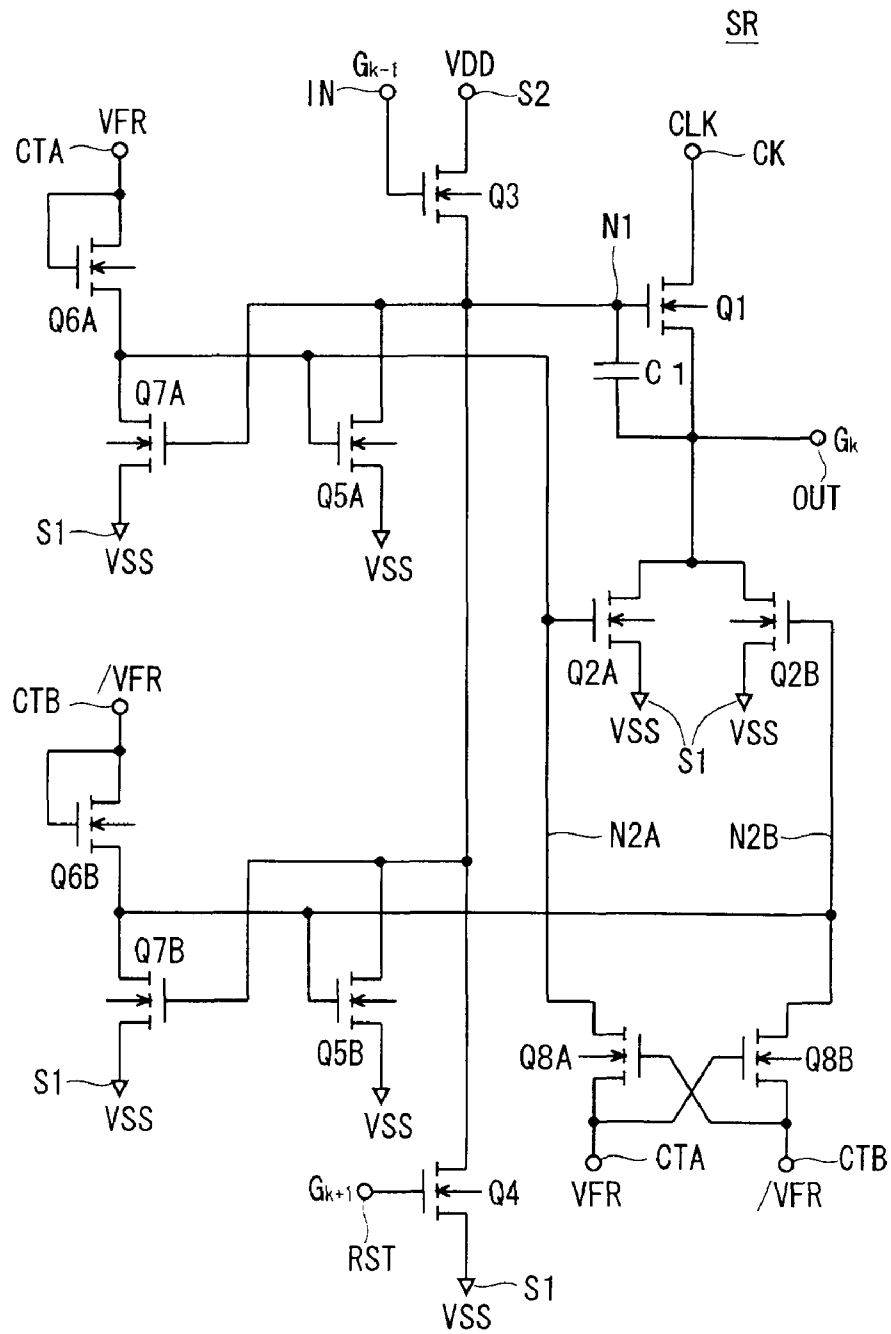 SR
Gk-1
IN
VDD
S2
VFR
CTA
CLK
CK
Q3
N1
Q6A
Q1
C1
Q7A
Gk
OUT
Q5A
S1
VSS
VSS
Q2A
Q2B
/VFR
CTB
VSS
VSS
S1
Q6B
N2A
N2B
Q7B
Q8A
Q8B
Q5B
S1
VSS
VSS
CTA
CTB
VFR
/VFR
Gk+1
Q4
RST
S1
VSS